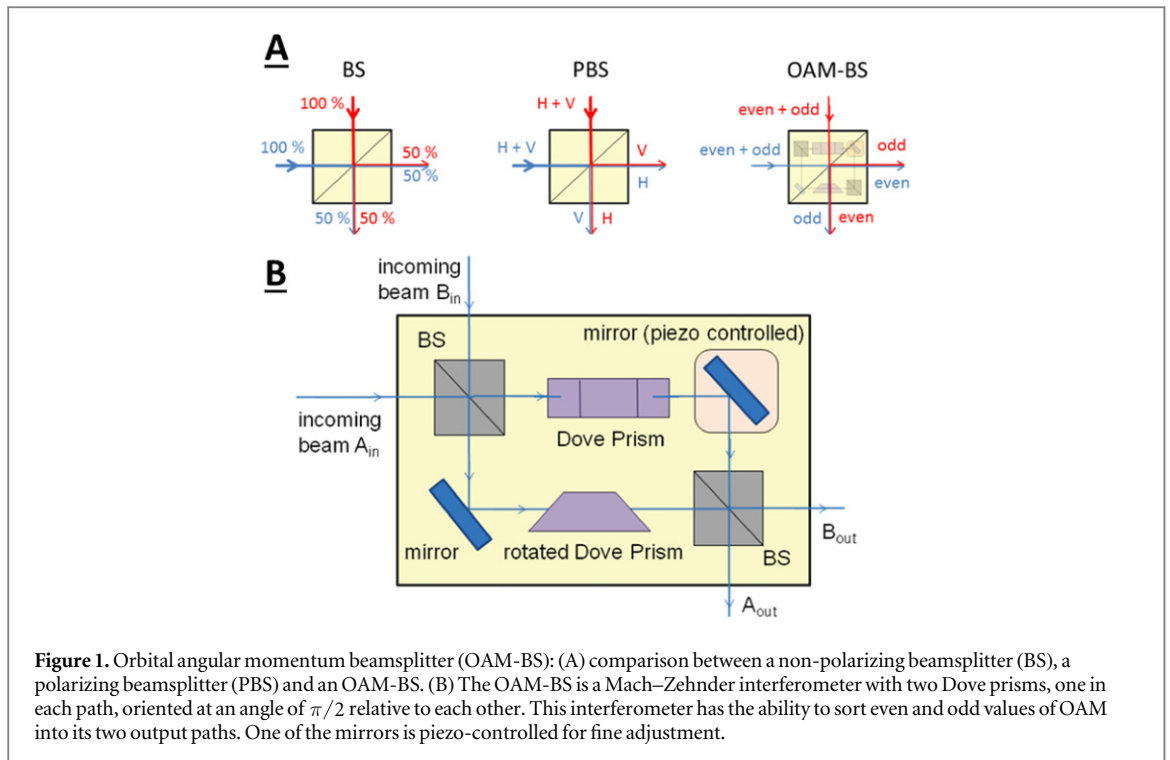 A
BS
PBS
OAM-BS
100 %
100 %
50 %
50 %
50 %
50 %
H + V
H + V
V
H
V
H
even + odd
even + odd
odd
even
odd
even
B
incoming
beam Bin
BS
mirror (piezo controlled)
incoming
beam Ain
Dove Prism
mirror
rotated Dove Prism
BS
Bout
Aout
Figure 1. Orbital angular momentum beamsplitter (OAM-BS): (A) comparison between a non-polarizing beamsplitter (BS), a
polarizing beamsplitter (PBS) and an OAM-BS. (B) The OAM-BS is a Mach–Zehnder interferometer with two Dove prisms, one in
each path, oriented at an angle of π/2 relative to each other. This interferometer has the ability to sort even and odd values of OAM
into its two output paths. One of the mirrors is piezo-controlled for fine adjustment.